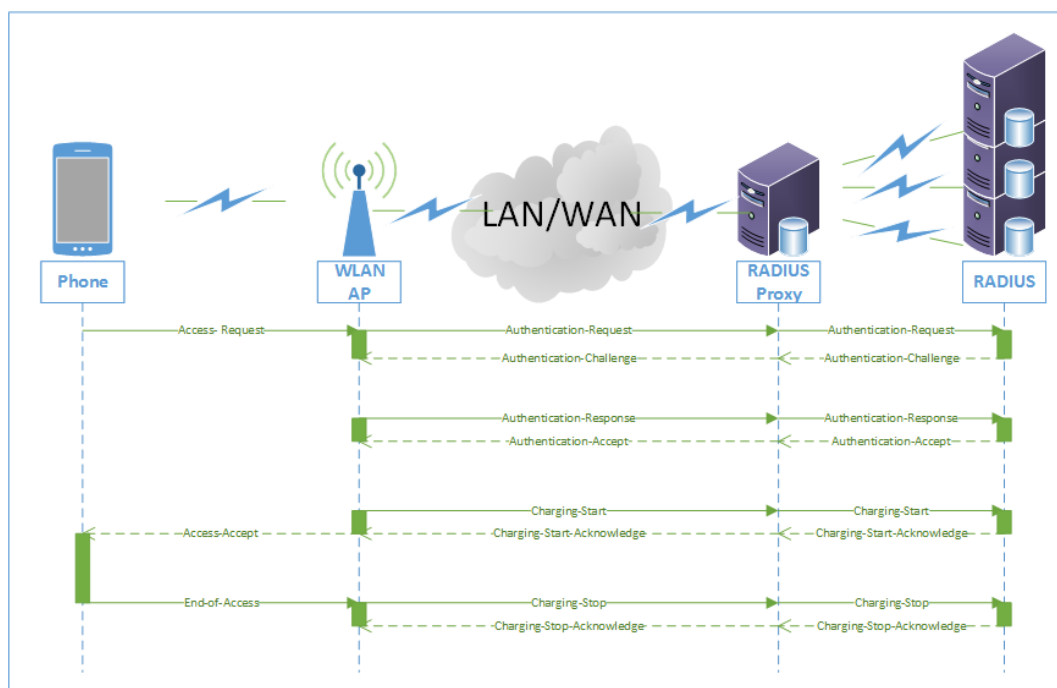 LAN/WAN
Phone
WLAN
AP
RADIUS
Proxy
RADIUS
Access- Request
Authentication-Request
Authentication-Request
Authentication-Challenge
Authentication-Challenge
Authentication-Response
Authentication-Response
Authentication-Accept
Authentication-Accept
Charging-Start
Charging-Start
Access-Accept
Charging-Start-Acknowledge
Charging-Start-Acknowledge
End-of-Access
Charging-Stop
Charging-Stop
Charging-Stop-Acknowledge
Charging-Stop-Acknowledge